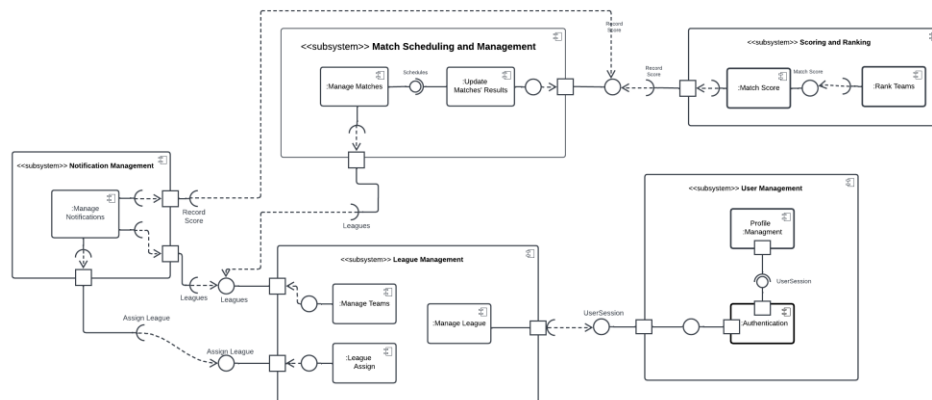 Record
Score
<<subsystem>> Match Scheduling and Management
<<subsystem>> Scoring and Ranking
:Manage Matches
Schedules
:Update
Matches' Results
Record
Score
:Match Score
Match Score
:Rank Teams
<<subsystem>> Notification Management
:Manage
Notifications
Record
Score
Leagues
<<subsystem>> User Management
Profile
:Managment
UserSession
:Authentication
<<subsystem>> League Management
Leagues
Leagues
:Manage Teams
:Manage League
UserSession
Assign League
Assign League
:League
Assign